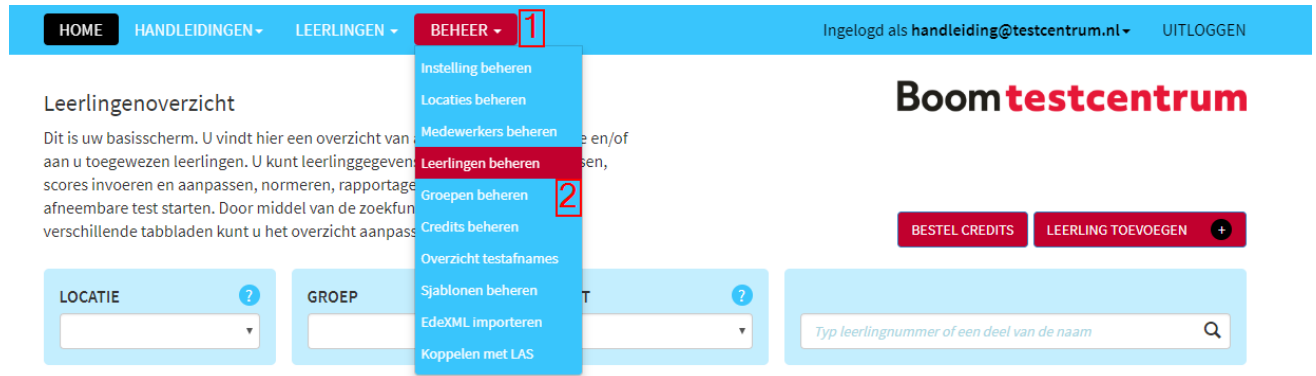 HOME HANDLEIDINGEN LEERLINGEN BEHEER 1 Ingelogd als handleiding@testcentrum.nl UITLOGGEN
Instelling beheren
Locaties beheren
Medewerkers beheren
Leerlingen beheren
Groepen beheren 2
Credits beheren
Overzicht testafnames
Sjablonen beheren
EdeXML importeren
Koppelen met LAS
Boom testcentrum
Leerlingenoverzicht
Dit is uw basisscherm. U vindt hier een overzicht van e en/of
aan u toegewezen leerlingen. U kunt leerlinggegeven sen,
scores invoeren en aanpassen, normeren, rapportage
afneembare test starten. Door middel van de zoekfun
verschillende tabbladen kunt u het overzicht aanpass
BESTEL CREDITS LEERLING TOEVOEGEN +
LOCATIE ? GROEP T ?
Typ leerlingnummer of een deel van de naam